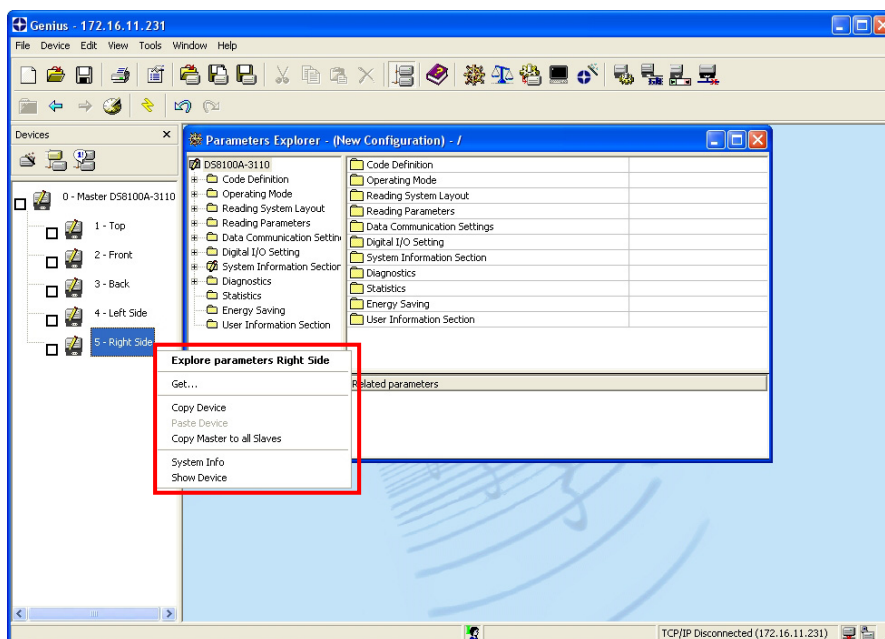 Genius - 172.16.11.231
File Device Edit View Tools Window Help
Devices
0 - Master DS8100A-3110
1 - Top
2 - Front
3 - Back
4 - Left Side
5 - Right Side
Parameters Explorer - (New Configuration) - /
DS8100A-3110
Code Definition
Operating Mode
Reading System Layout
Reading Parameters
Data Communication Settin
Digital I/O Setting
System Information Section
Diagnostics
Statistics
Energy Saving
User Information Section
Code Definition
Operating Mode
Reading System Layout
Reading Parameters
Data Communication Settings
Digital I/O Setting
System Information Section
Diagnostics
Statistics
Energy Saving
User Information Section
Related parameters
Explore parameters Right Side
Get...
Copy Device
Paste Device
Copy Master to all Slaves
System Info
Show Device
TCP/IP Disconnected (172.16.11.231)